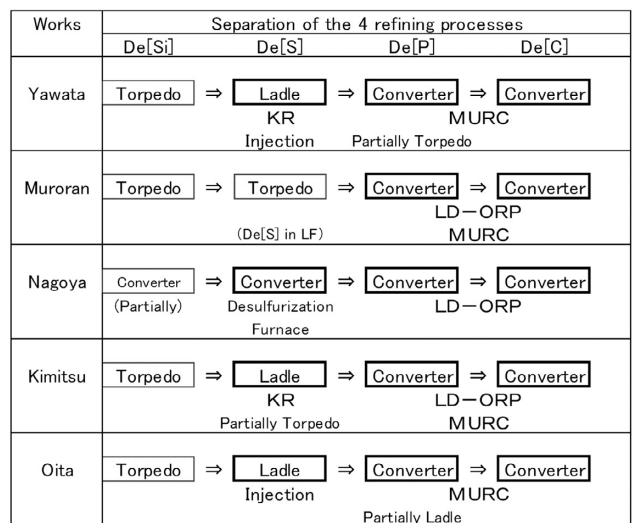 Works Separation of the 4 refining processes
De[Si] De[S] De[P] De[C]
Yawata Torpedo ⇒ Ladle ⇒ Converter ⇒ Converter
KR MURC
Injection Partially Torpedo
Muroran Torpedo ⇒ Torpedo ⇒ Converter ⇒ Converter
LD-ORP
(De[S] in LF) MURC
Nagoya Converter ⇒ Converter ⇒ Converter ⇒ Converter
(Partially) Desulfurization LD-ORP
Furnace
Kimitsu Torpedo ⇒ Ladle ⇒ Converter ⇒ Converter
KR LD-ORP
Partially Torpedo MURC
Oita Torpedo ⇒ Ladle ⇒ Converter ⇒ Converter
Injection MURC
Partially Ladle